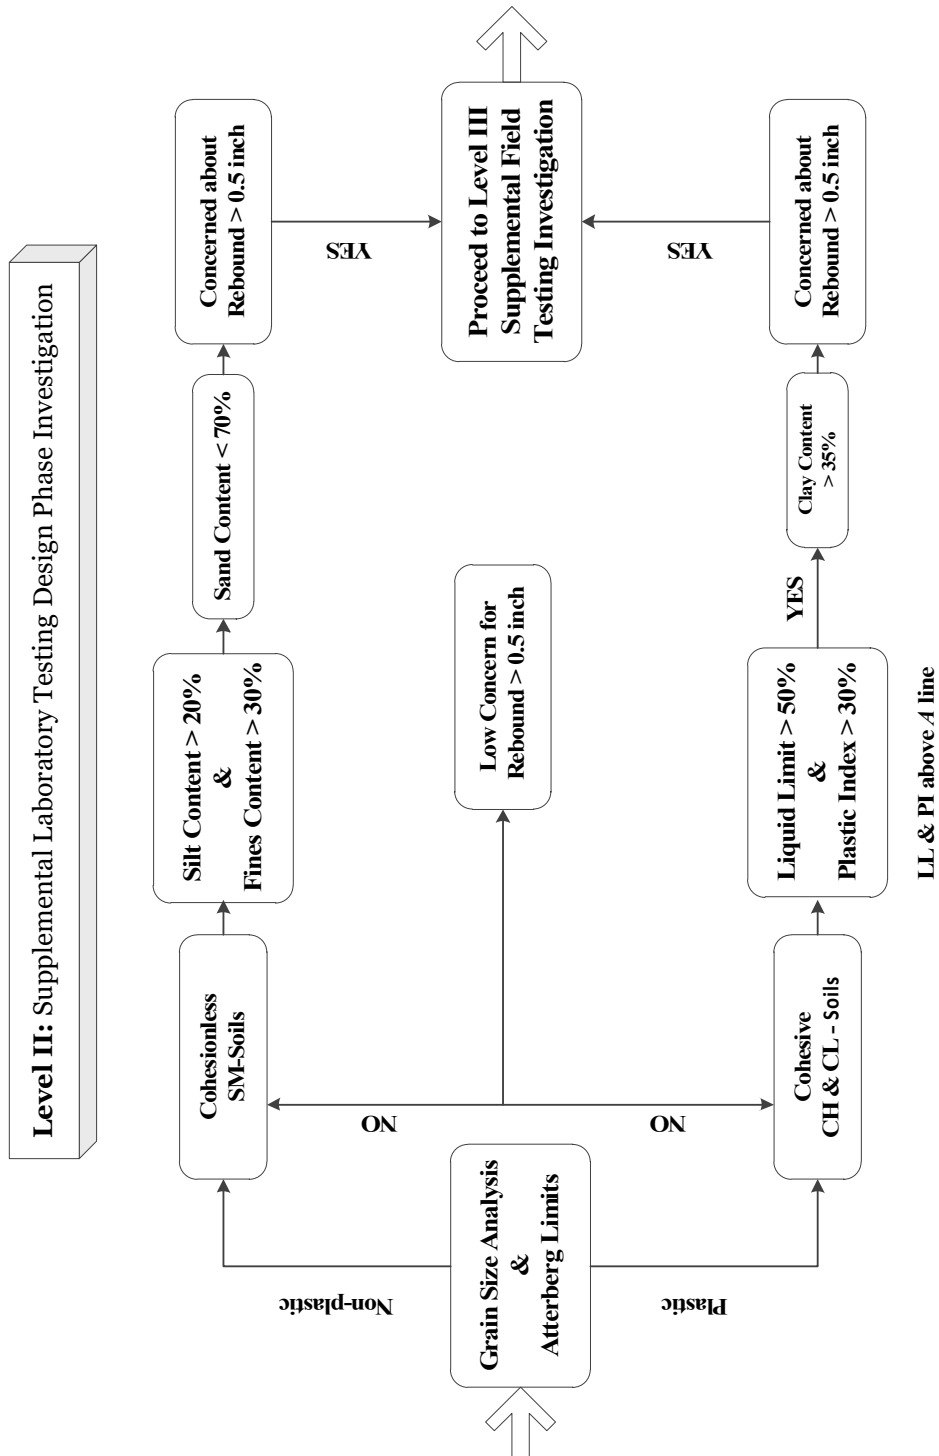 Level II: Supplemental Laboratory Testing Design Phase Investigation
Grain Size Analysis
&
Atterberg Limits
Non-plastic
Plastic
Cohesionless
SM-Soils
NO
NO
Cohesive
CH & CL - Soils
Silt Content > 20%
&
Fines Content > 30%
Sand Content < 70%
Concerned about
Rebound > 0.5 inch
YES
Low Concern for
Rebound > 0.5 inch
Liquid Limit > 50%
&
Plastic Index > 30%
LL & PI above A line
YES
Clay Content
> 35%
Concerned about
Rebound > 0.5 inch
YES
Proceed to Level III
Supplemental Field
Testing Investigation